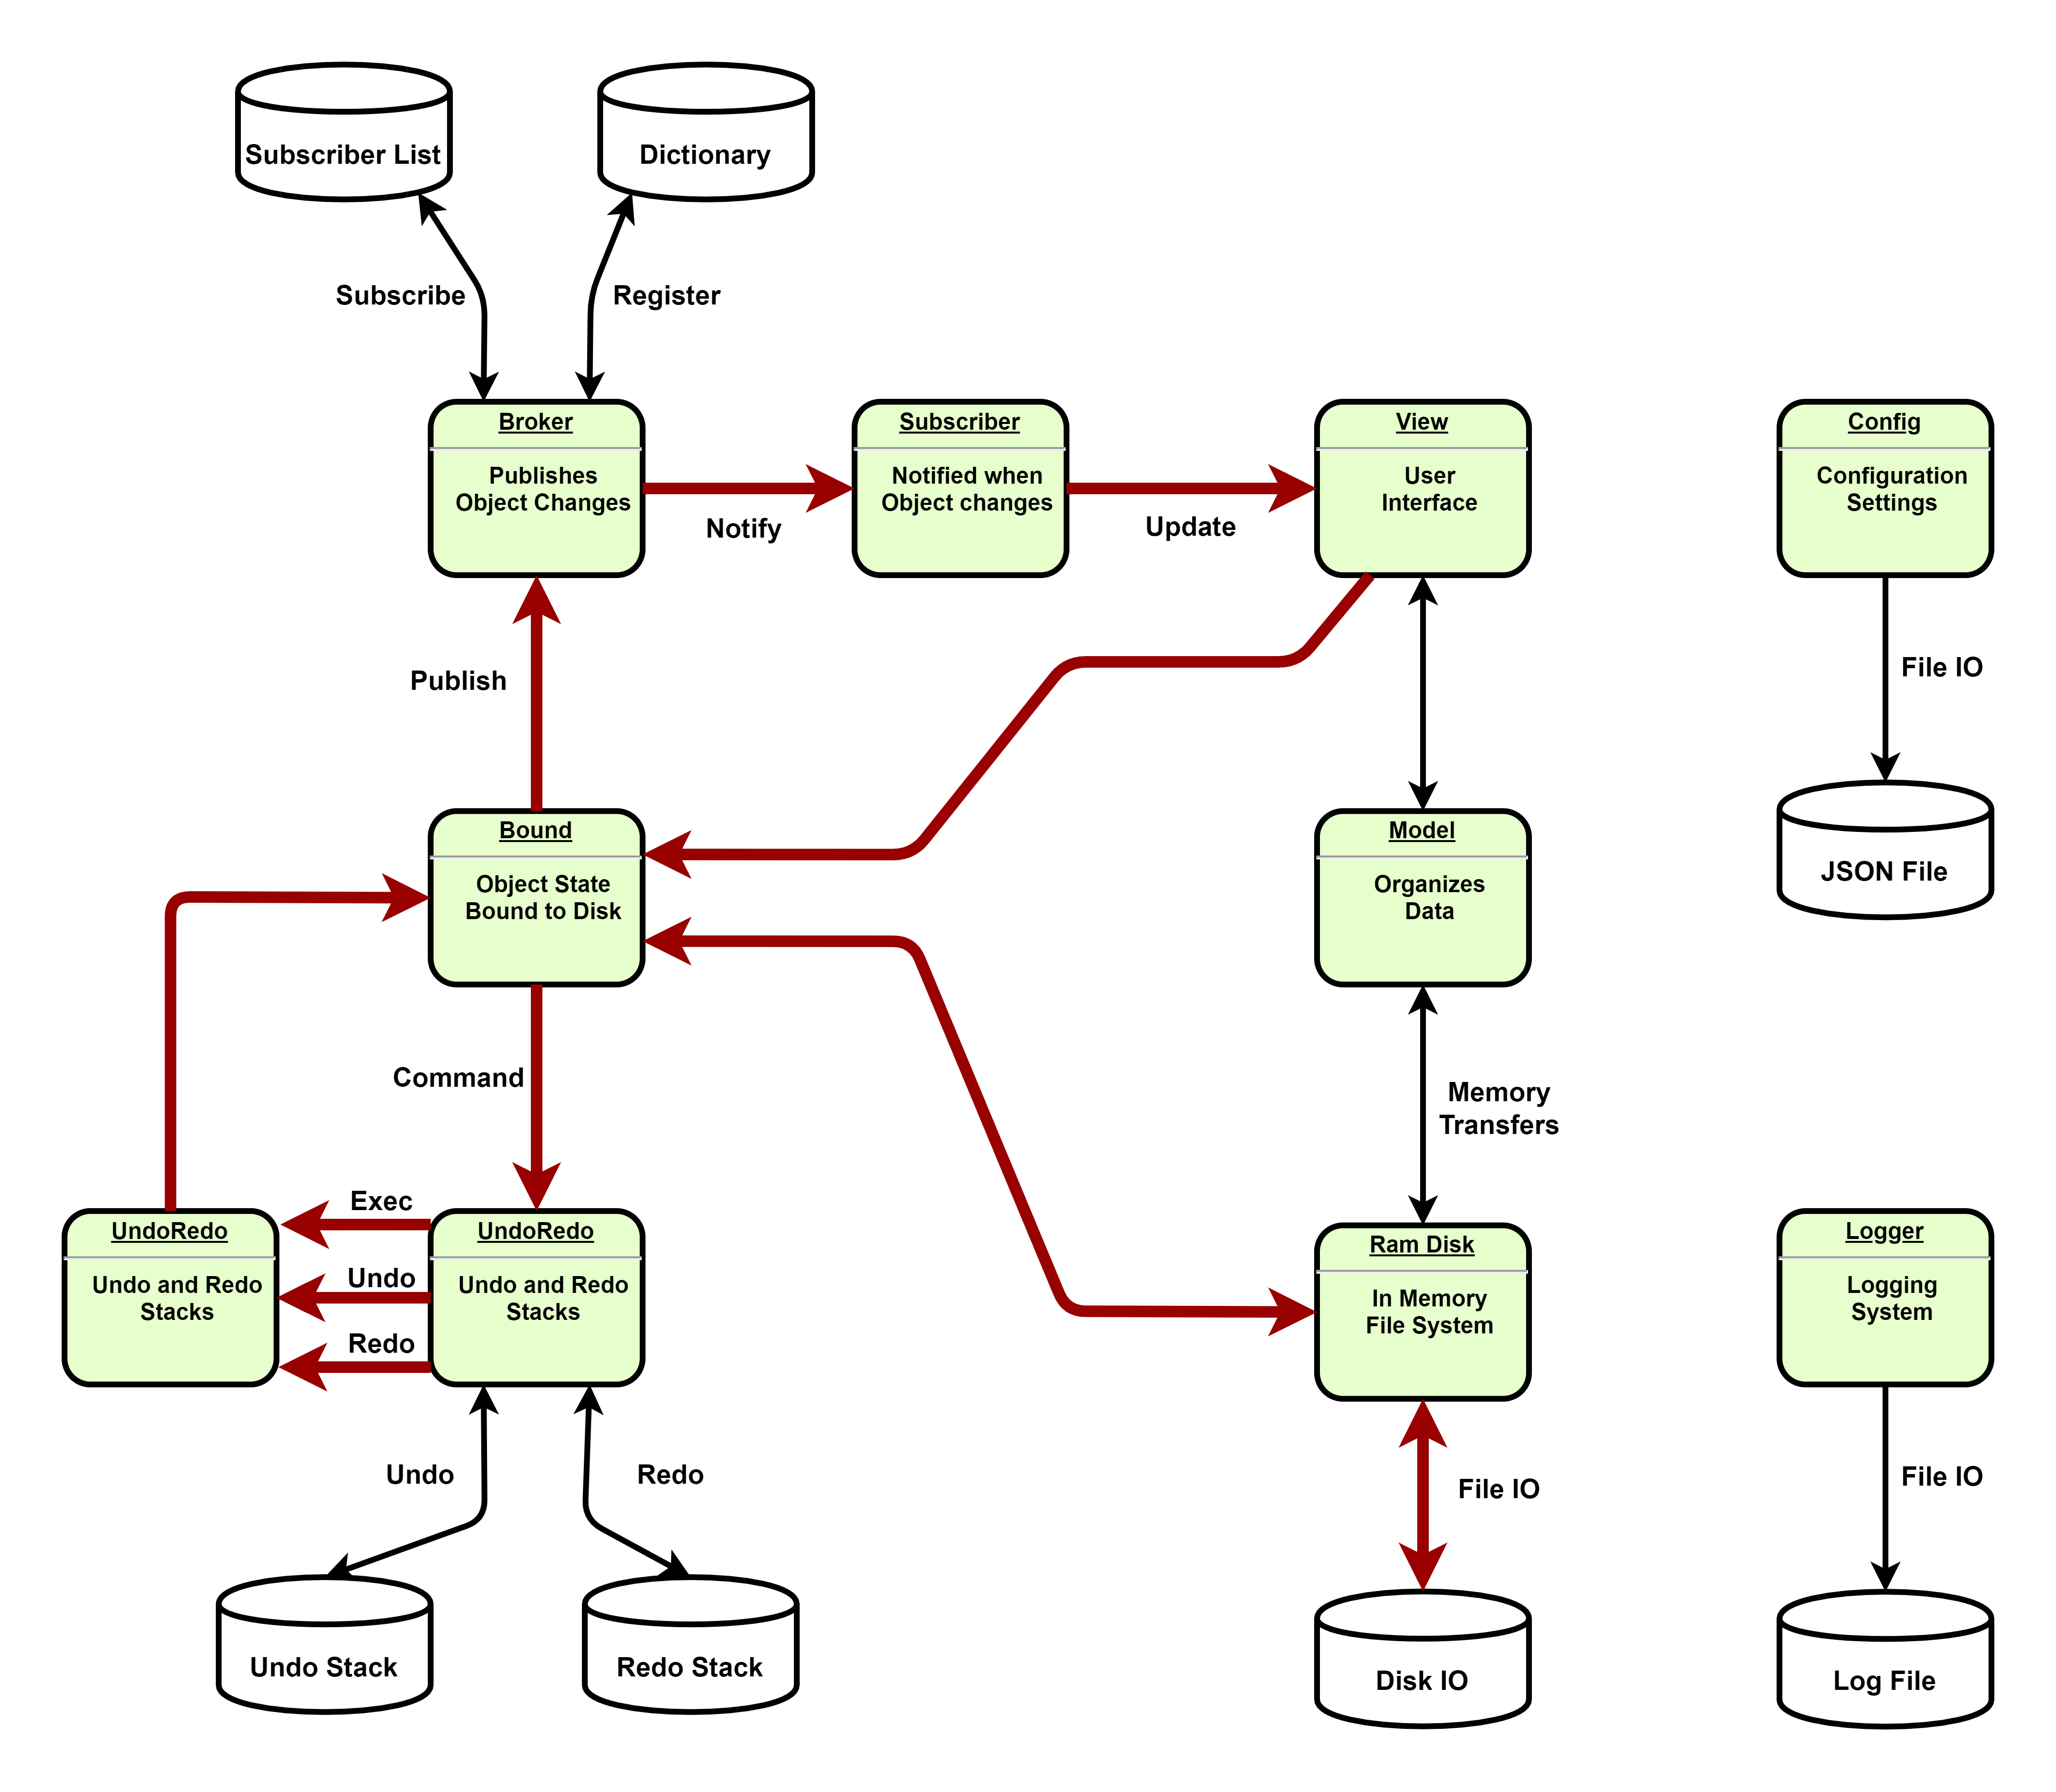 Subscriber List
Dictionary
Subscribe
Register
Broker
Publishes
Object Changes
Notify
Subscriber
Notified when
Object changes
Update
View
User
Interface
Config
Configuration
Settings
Publish
File IO
Bound
Object State
Bound to Disk
Model
Organizes
Data
JSON File
Command
Memory
Transfers
UndoRedo
Undo and Redo
Stacks
Exec
Undo
Redo
UndoRedo
Undo and Redo
Stacks
Ram Disk
In Memory
File System
Logger
Logging
System
Undo
Redo
File IO
File IO
Undo Stack
Redo Stack
Disk IO
Log File